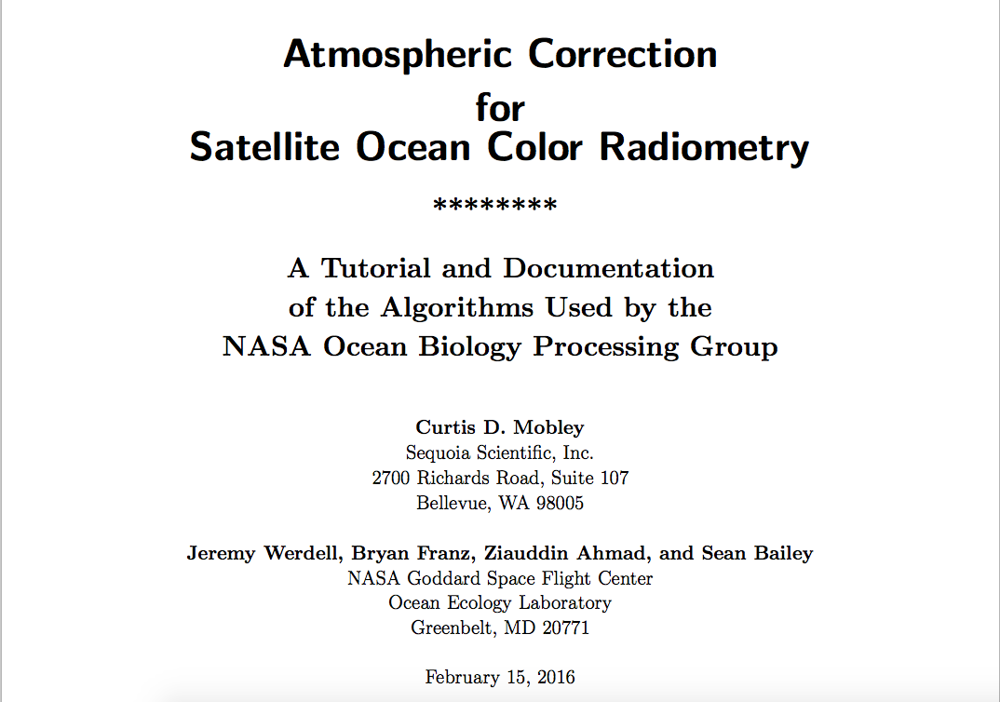 Atmospheric Correction
for
Satellite Ocean Color Radiometry
********
A Tutorial and Documentation
of the Algorithms Used by the
NASA Ocean Biology Processing Group
Curtis D. Mobley
Sequoia Scientific, Inc.
2700 Richards Road, Suite 107
Bellevue, WA 98005
Jeremy Werdell, Bryan Franz, Ziauddin Ahmad, and Sean Bailey
NASA Goddard Space Flight Center
Ocean Ecology Laboratory
Greenbelt, MD 20771
February 15, 2016